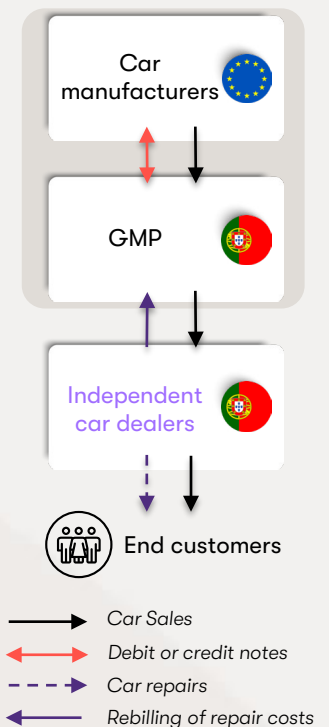 Car
manufacturers
GMP
Independent
car dealers
End customers
Car Sales
Debit or credit notes
Car repairs
Rebilling of repair costs